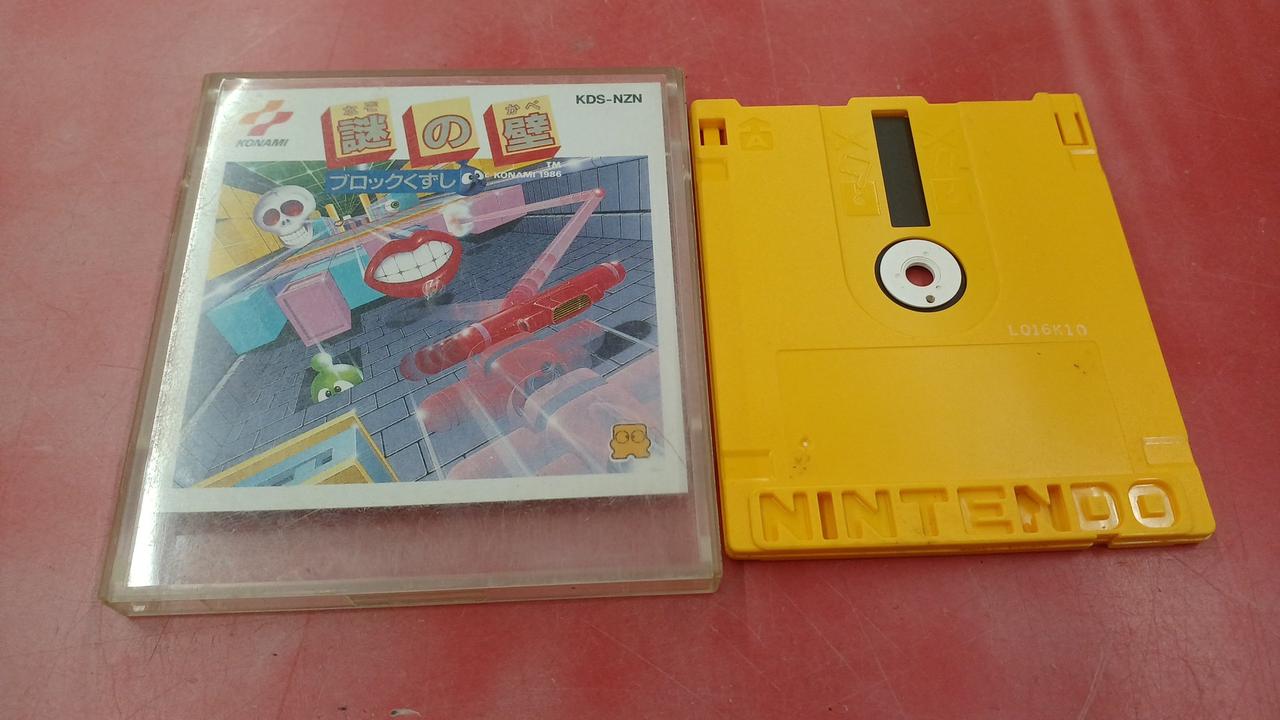 KONAMI
KDS-NZN
なぞ かべ
謎の壁
ブロックくずし
TM
© KONAMI 1986
A
L016K10
NINTENDO